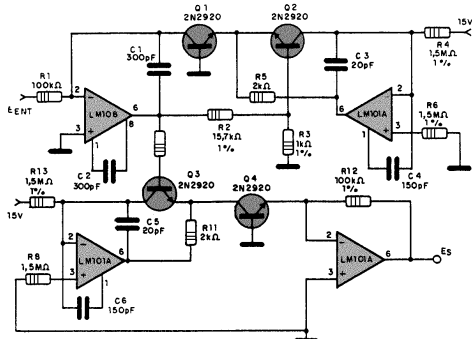 Q1
2N2920
Q2
2N2920
15V
C1
300pF
C3
20pF
R4
1,5MΩ
1%
R1
100kΩ
R5
2kΩ
2
6
8
3
1
LM108
EENT
R2
15,7kΩ
1%
R3
1kΩ
1%
LM101A
2
6
3
1
R6
1,5MΩ
1%
C2
300pF
C4
150pF
R13
1,5MΩ
1%
15V
Q3
2N2920
Q4
2N2920
R12
100kΩ
1%
C5
20pF
R11
2kΩ
R8
1,5MΩ
2
6
3
1
LM101A
C6
150pF
2
6
3
LM101A
ES